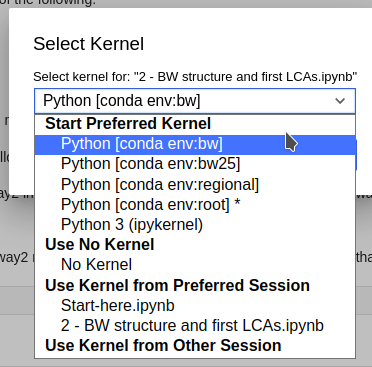 of the following:
Select Kernel
Select kernel for: "2 - BW structure and first LCAs.ipynb"
Python [conda env:bw]
Start Preferred Kernel
Python [conda env:bw]
Python [conda env:bw25]
Python [conda env:regional]
Python [conda env:root] *
Python 3 (ipykernel)
Use No Kernel
No Kernel
Use Kernel from Preferred Session
Start-here.ipynb
2 - BW structure and first LCAs.ipynb
Use Kernel from Other Session